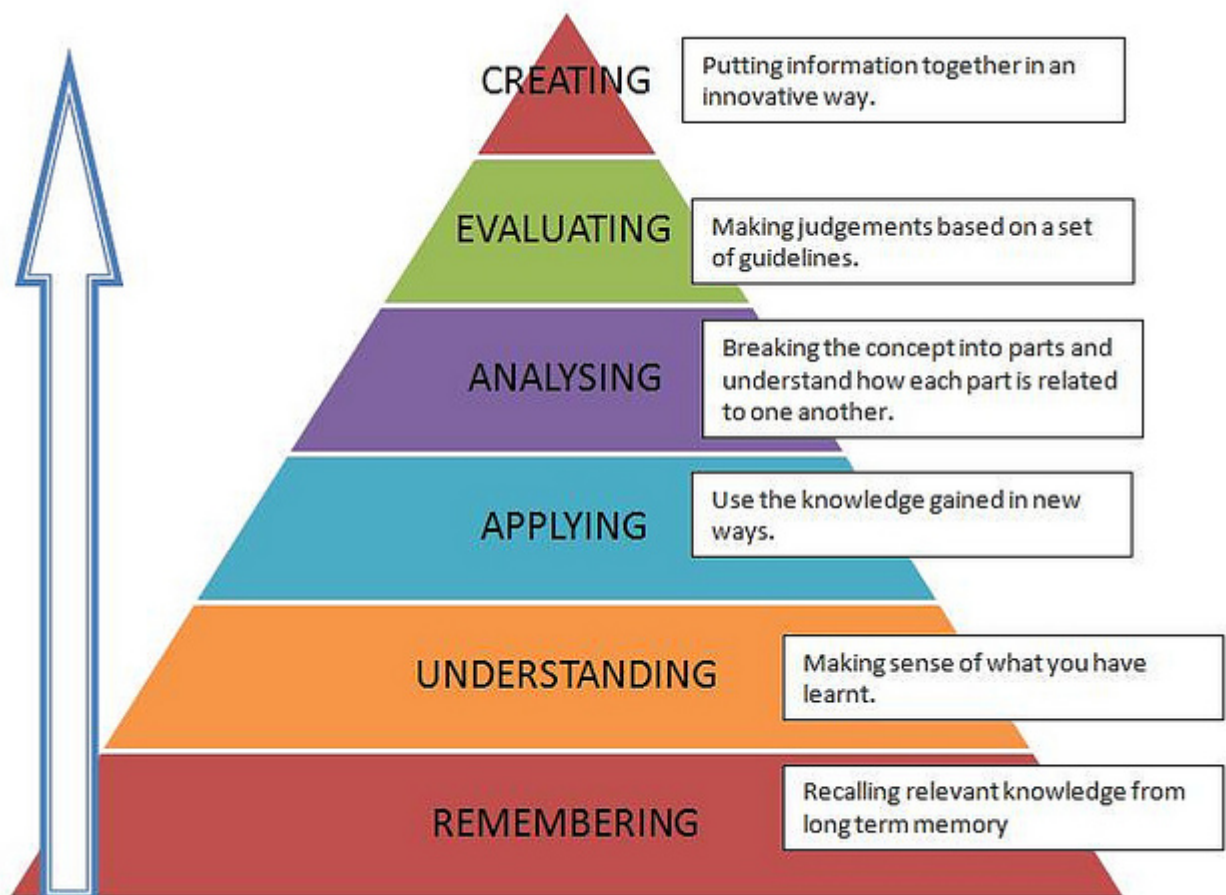 CREATING
Putting information together in an
innovative way.
EVALUATING
Making judgements based on a set
of guidelines.
ANALYSING
Breaking the concept into parts and
understand how each part is related
to one another.
APPLYING
Use the knowledge gained in new
ways.
UNDERSTANDING
Making sense of what you have
learnt.
REMEMBERING
Recalling relevant knowledge from
long term memory